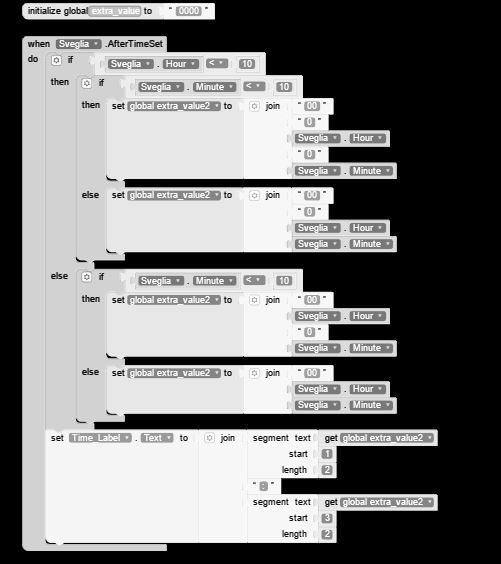 initialize global extra_value to " 0000 "
when Sveglia .AfterTimeSet
do if Sveglia . Hour < 10
then if Sveglia . Minute < 10
then set global extra_value2 to join " 00 "
" 0 "
Sveglia . Hour
" 0 "
Sveglia . Minute
else set global extra_value2 to join " 00 "
" 0 "
Sveglia . Hour
Sveglia . Minute
else if Sveglia . Minute < 10
then set global extra_value2 to join " 00 "
Sveglia . Hour
" 0 "
Sveglia . Minute
else set global extra_value2 to join " 00 "
Sveglia . Hour
Sveglia . Minute
set Time_Label . Text to join segment text get global extra_value2
start 1
length 2
" : "
segment text get global extra_value2
start 3
length 2